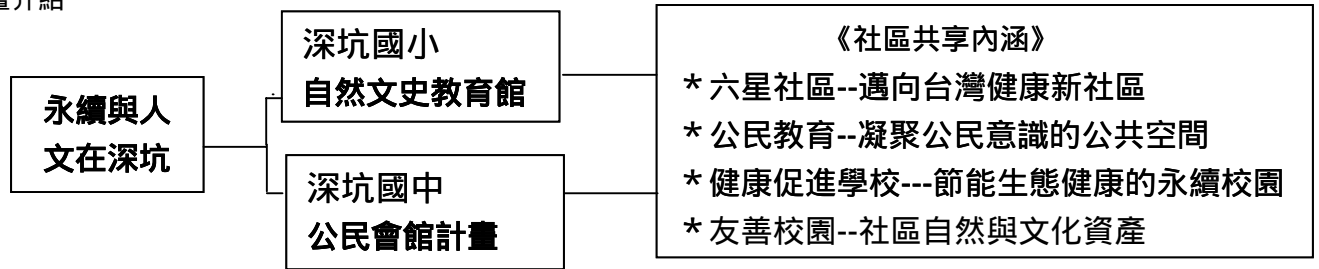 畫介紹
永續與人
文在深坑
深坑國小
自然文史教育館
深坑國中
公民會館計畫
《社區共享內涵》
*六星社區--邁向台灣健康新社區
*公民教育--凝聚公民意識的公共空間
*健康促進學校---節能生態健康的永續校園
*友善校園--社區自然與文化資產